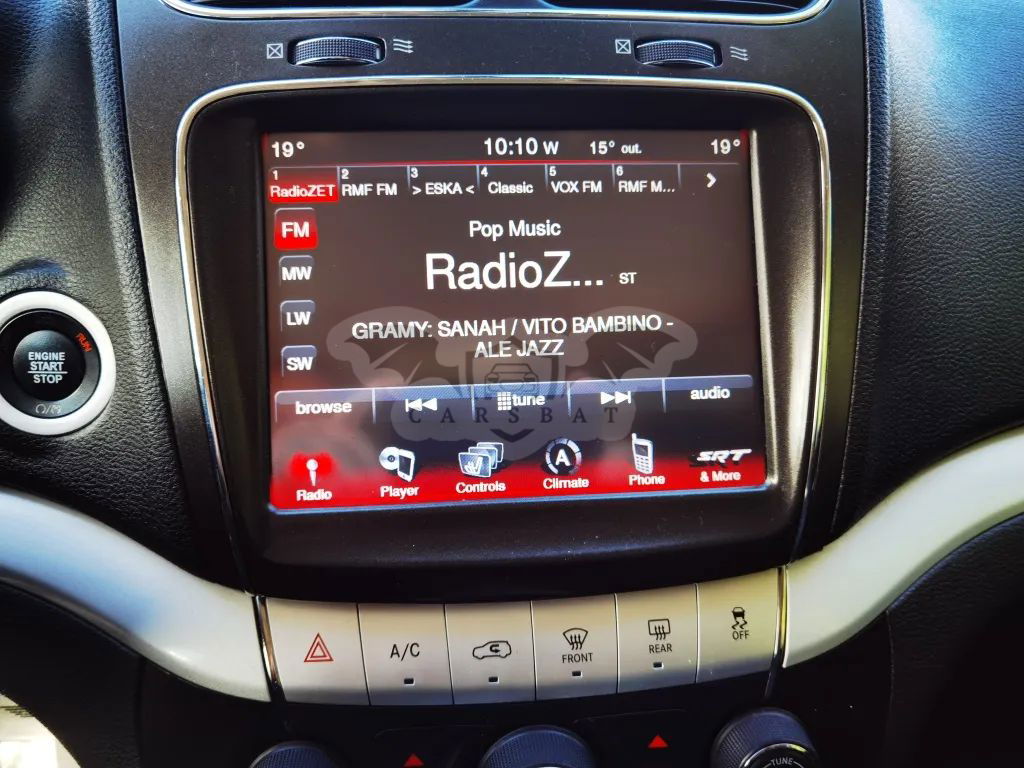 19° 10:10 W 15° out. 19°
1 RadioZET 2 RMF FM 3 > ESKA < 4 Classic 5 VOX FM 6 RMF M... >
FM
Pop Music
MW
RadioZ... ST
LW
GRAMY: SANAH / VITO BAMBINO -
ALE JAZZ
SW
browse tune audio
CARSBAT
Radio Player Controls A Climate Phone SRT & More
ENGINE
START
STOP
RUN
A/C FRONT REAR OFF
TUNE